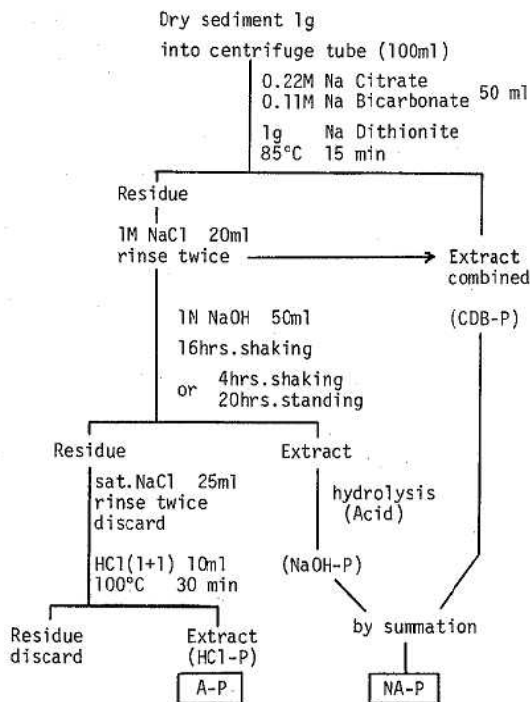 Dry sediment 1g
into centrifuge tube (100ml)
0.22M Na Citrate
0.11M Na Bicarbonate 50 ml
1g Na Dithionite
85°C 15 min
Residue
1M NaCl 20ml
rinse twice
Extract
combined
(CDB-P)
1N NaOH 50ml
16hrs.shaking
or 4hrs.shaking
20hrs.standing
Residue
Extract
sat.NaCl 25ml
rinse twice
discard
hydrolysis
(Acid)
HCl(1+1) 10ml
100°C 30 min
(NaOH-P)
Residue
discard
Extract
(HCl-P)
by summation
A-P
NA-P